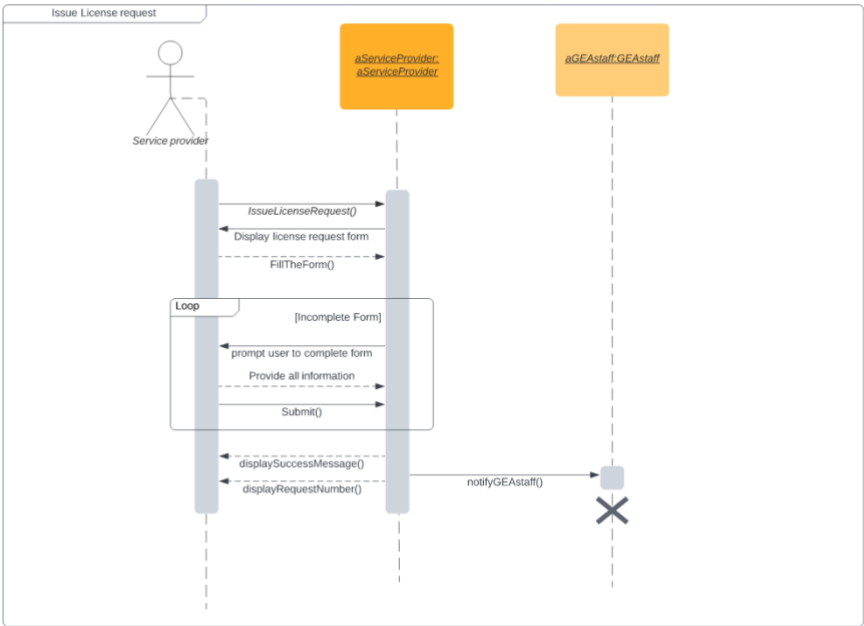 Issue License request
aServiceProvider:
aServiceProvider
aGEAstaff:GEAstaff
Service provider
IssueLicenseRequest()
Display license request form
FillTheForm()
Loop
[Incomplete Form]
prompt user to complete form
Provide all information
Submit()
displaySuccessMessage()
notifyGEAstaff()
displayRequestNumber()